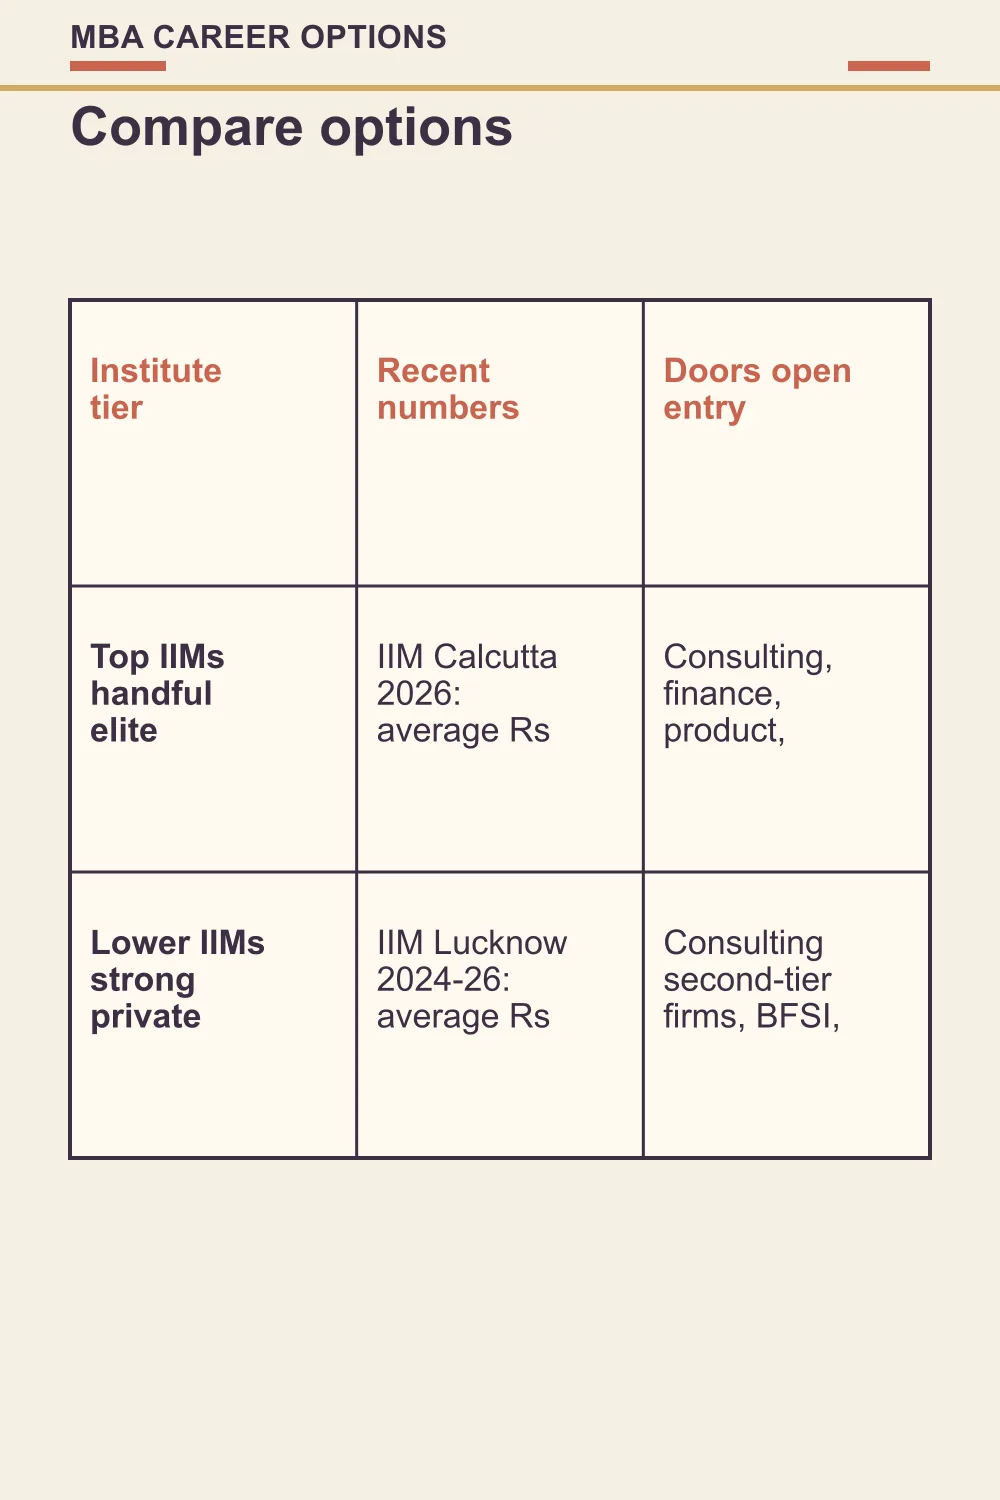 MBA CAREER OPTIONS
Compare options
Institute
tier
Recent
numbers
Doors open
entry
Top IIMs
handful
elite
IIM Calcutta
2026:
average Rs
Consulting,
finance,
product,
Lower IIMs
strong
private
IIM Lucknow
2024-26:
average Rs
Consulting
second-tier
firms, BFSI,